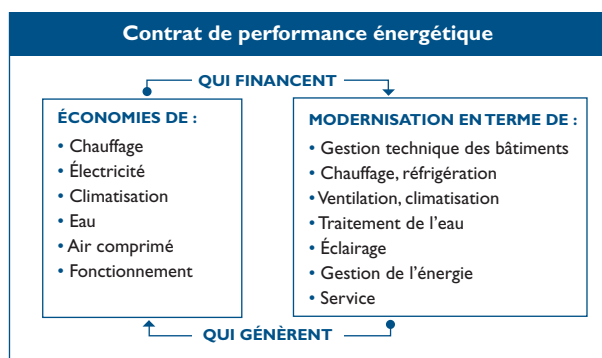 Contrat de performance énergétique
QUI FINANCENT
ÉCONOMIES DE :
• Chauffage
• Électricité
• Climatisation
• Eau
• Air comprimé
• Fonctionnement
MODERNISATION EN TERME DE :
• Gestion technique des bâtiments
• Chauffage, réfrigération
• Ventilation, climatisation
• Traitement de l'eau
• Éclairage
• Gestion de l'énergie
• Service
QUI GÉNÈRENT